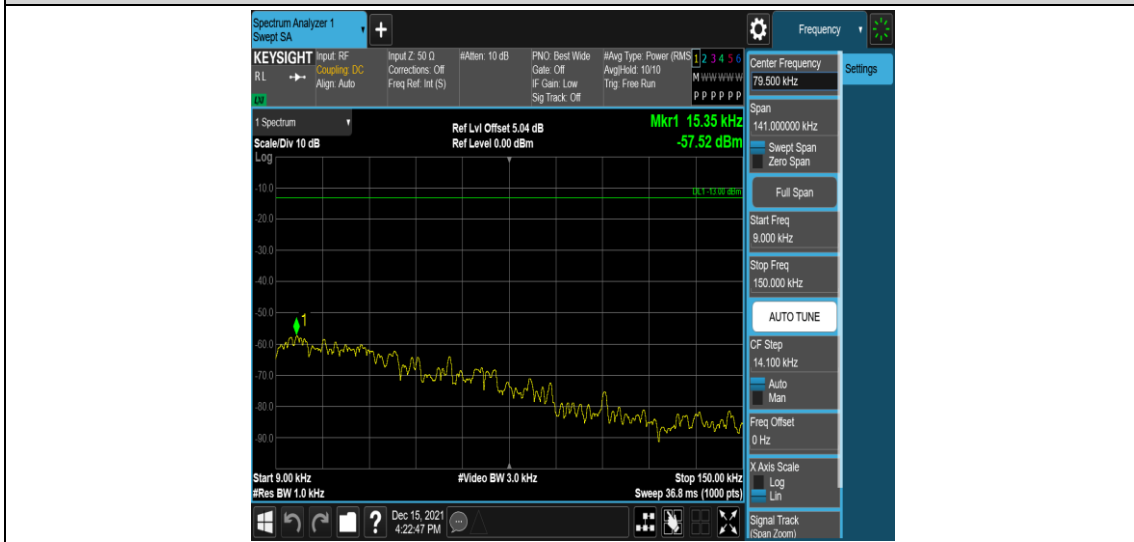 Spectrum Analyzer 1
Swept SA
+
Frequency
KEYSIGHT
RL
LXI
Input: RF
Coupling: DC
Align: Auto
Input Z: 50 Ω
Corrections: Off
Freq Ref: Int (S)
#Atten: 10 dB
PNO: Best Wide
Gate: Off
IF Gain: Low
Sig Track: Off
#Avg Type: Power (RMS
Avg|Hold: 10/10
Trig: Free Run
1 2 3 4 5 6
M W W W W W
P P P P P P
Settings
1 Spectrum
Scale/Div 10 dB
Log
Ref Lvl Offset 5.04 dB
Ref Level 0.00 dBm
Mkr1 15.35 kHz
-57.52 dBm
DL1 -13.00 dBm
-10.0
-20.0
-30.0
-40.0
-50.0
-60.0
-70.0
-80.0
-90.0
1
Start 9.00 kHz
#Video BW 3.0 kHz
Stop 150.00 kHz
#Res BW 1.0 kHz
Sweep 36.8 ms (1000 pts)
Center Frequency
79.500 kHz
Span
141.000000 kHz
Swept Span
Zero Span
Full Span
Start Freq
9.000 kHz
Stop Freq
150.000 kHz
AUTO TUNE
CF Step
14.100 kHz
Auto
Man
Freq Offset
0 Hz
X Axis Scale
Log
Lin
Signal Track
(Span Zoom)
?
Dec 15, 2021
4:22:47 PM